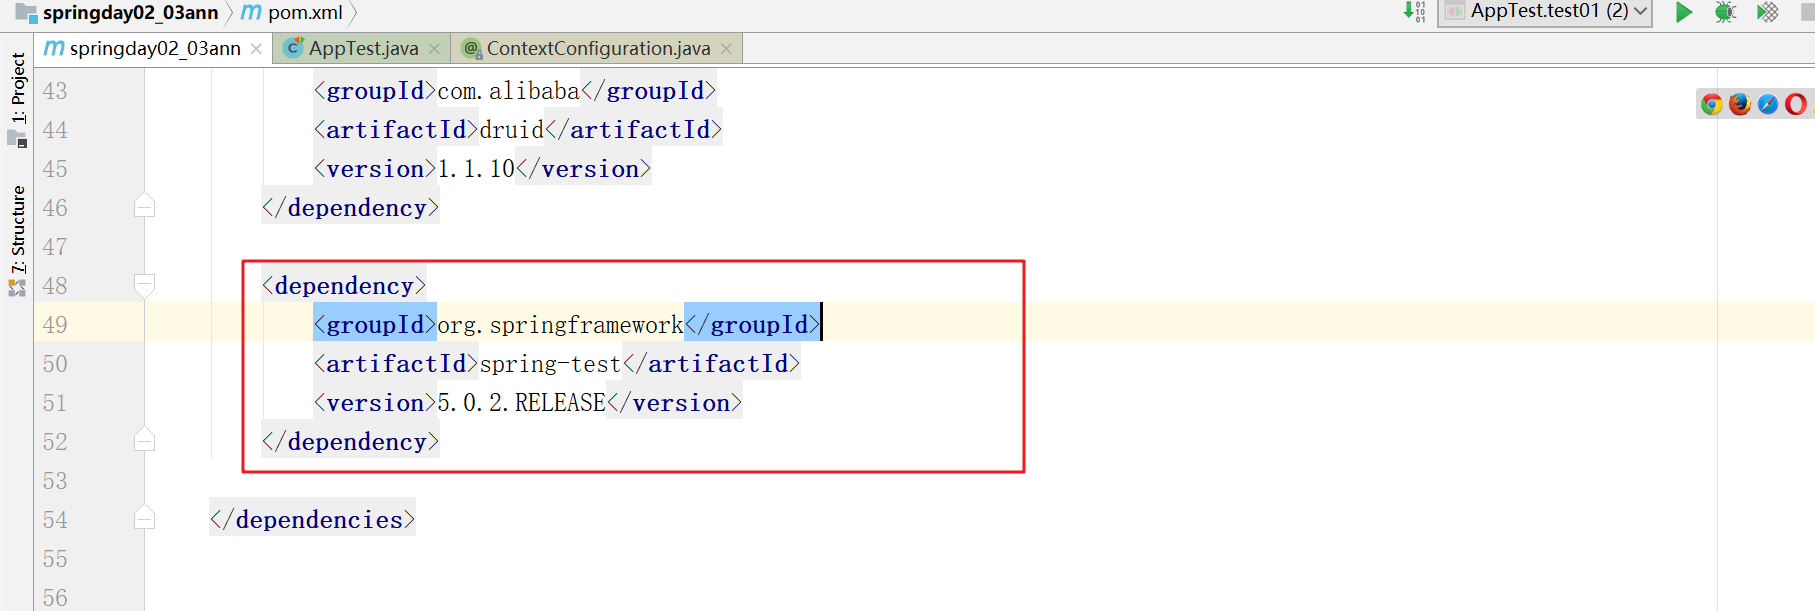 springday02_03ann pom.xml AppTest.test01 (2)
springday02_03ann AppTest.java ContextConfiguration.java
1: Project
7: Structure
43 <groupId>com.alibaba</groupId>
44 <artifactId>druid</artifactId>
45 <version>1.1.10</version>
46 </dependency>
47
48 <dependency>
49 <groupId>org.springframework</groupId>
50 <artifactId>spring-test</artifactId>
51 <version>5.0.2.RELEASE</version>
52 </dependency>
53
54 </dependencies>
55
56